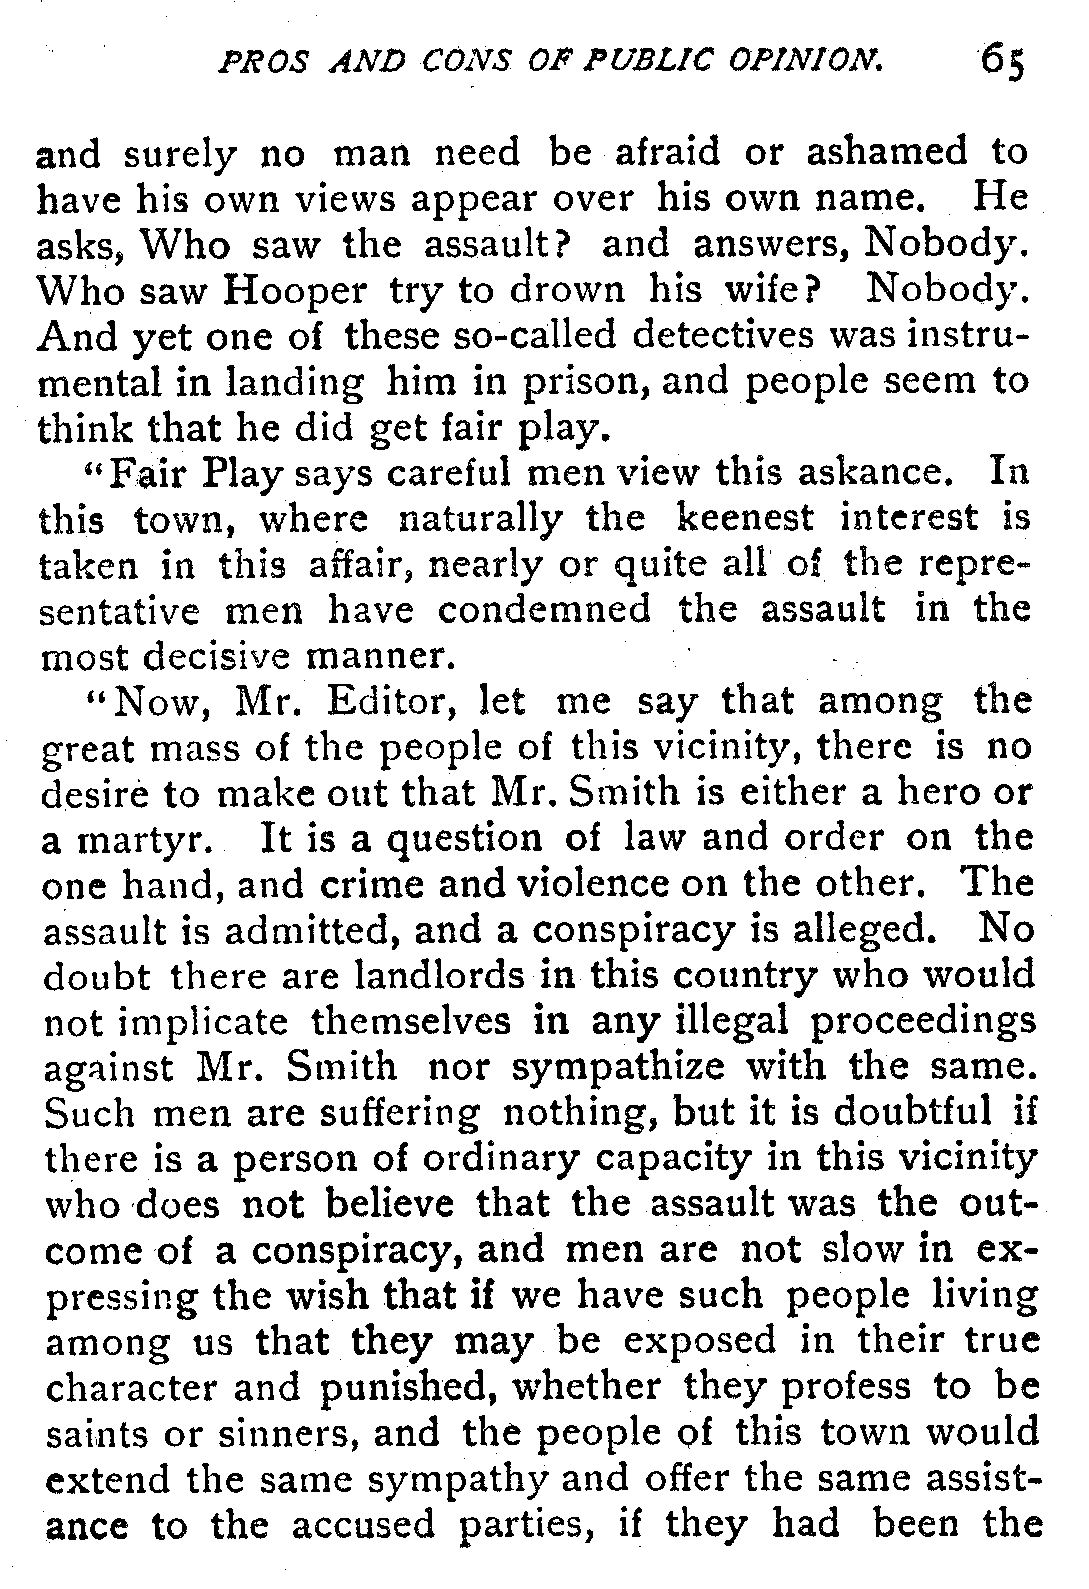 PROS AND CONS OF PUBLIC OPINION. 65
and surely no man need be afraid or ashamed to
have his own views appear over his own name. He
asks, Who saw the assault? and answers, Nobody.
Who saw Hooper try to drown his wife? Nobody.
And yet one of these so-called detectives was instru-
mental in landing him in prison, and people seem to
think that he did get fair play.
"Fair Play says careful men view this askance. In
this town, where naturally the keenest interest is
taken in this affair, nearly or quite all of the repre-
sentative men have condemned the assault in the
most decisive manner.
"Now, Mr. Editor, let me say that among the
great mass of the people of this vicinity, there is no
desire to make out that Mr. Smith is either a hero or
a martyr. It is a question of law and order on the
one hand, and crime and violence on the other. The
assault is admitted, and a conspiracy is alleged. No
doubt there are landlords in this country who would
not implicate themselves in any illegal proceedings
against Mr. Smith nor sympathize with the same.
Such men are suffering nothing, but it is doubtful if
there is a person of ordinary capacity in this vicinity
who does not believe that the assault was the out-
come of a conspiracy, and men are not slow in ex-
pressing the wish that if we have such people living
among us that they may be exposed in their true
character and punished, whether they profess to be
saints or sinners, and the people of this town would
extend the same sympathy and offer the same assist-
ance to the accused parties, if they had been the